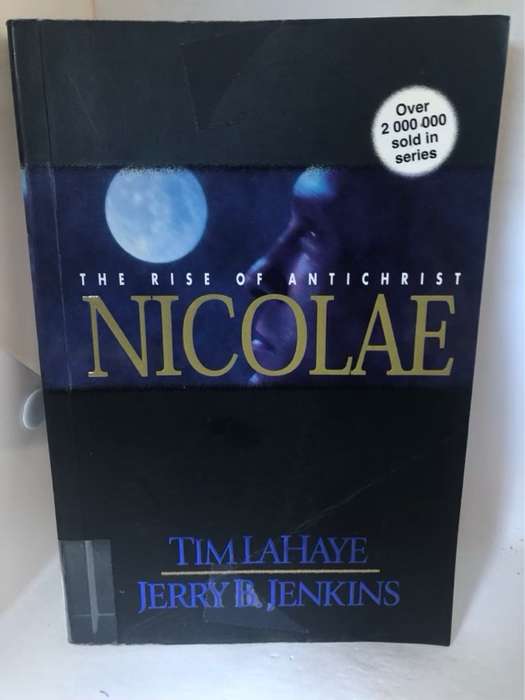 Over
2 000 000
sold in
series
THE RISE OF ANTICHRIST
NICOLAE
TIM LAHAYE
JERRY B. JENKINS